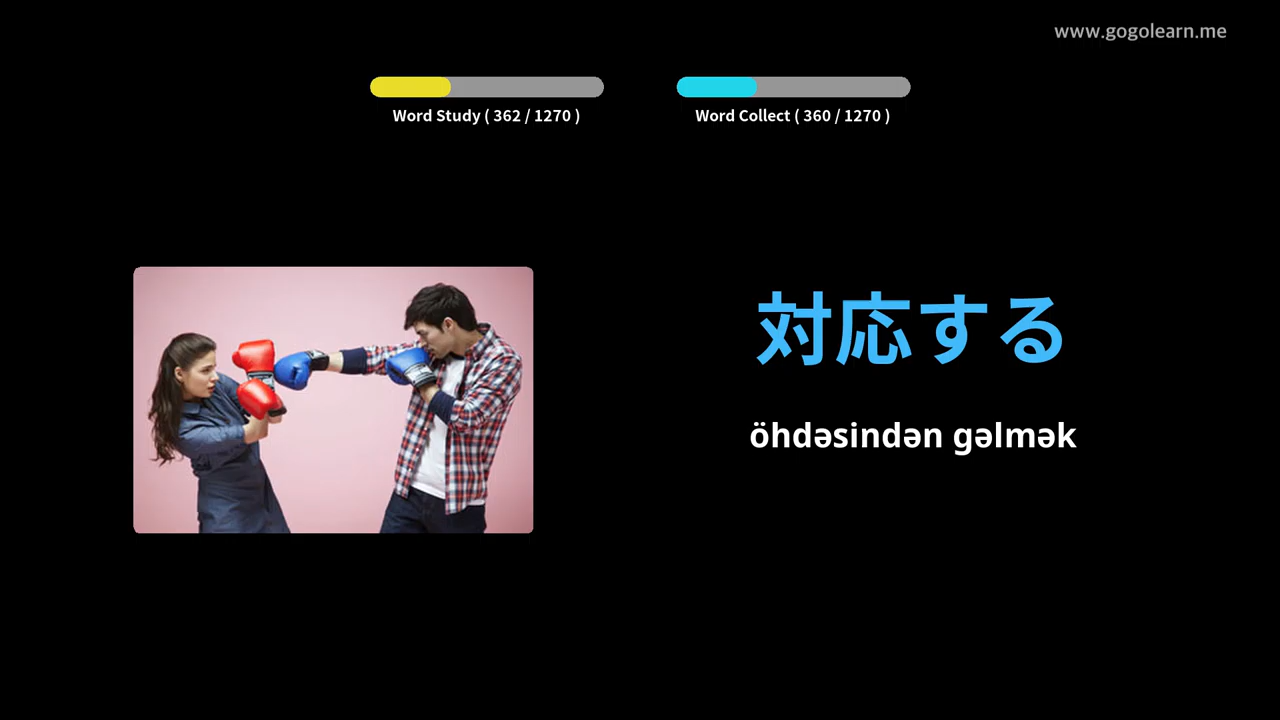 www.gogolearn.me
Word Study ( 362 / 1270 )
Word Collect ( 360 / 1270 )
対応する
öhdəsindən gəlmək